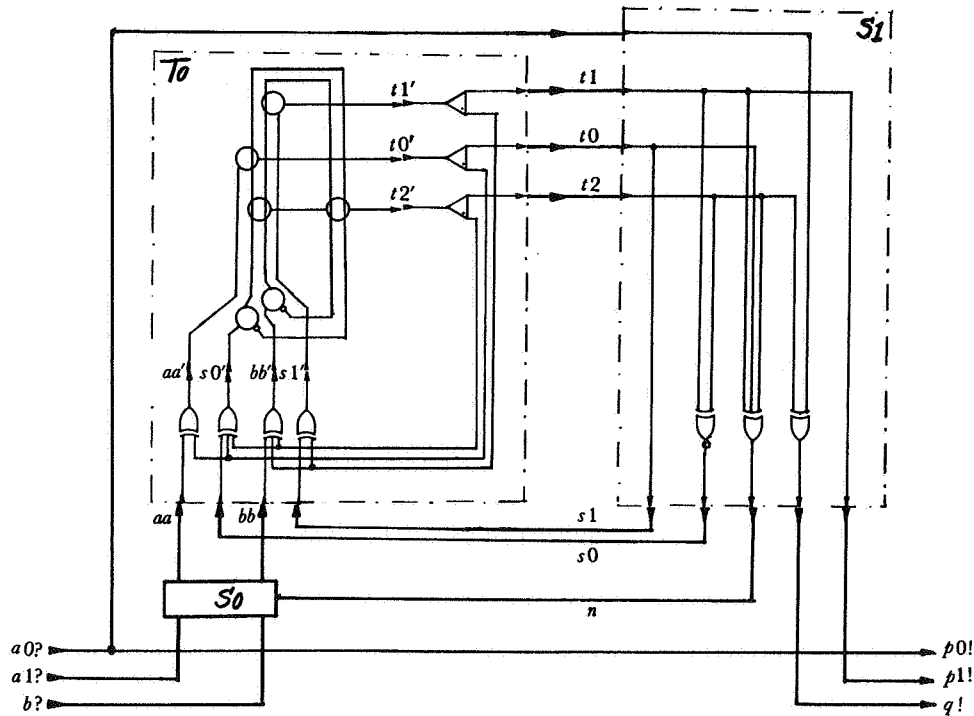 S1
T0
t1' t1
t0' t0
t2' t2
aa' s0' bb' s1'
aa bb s1
s0
S0 n
a0? p0!
a1? p1!
b? q!